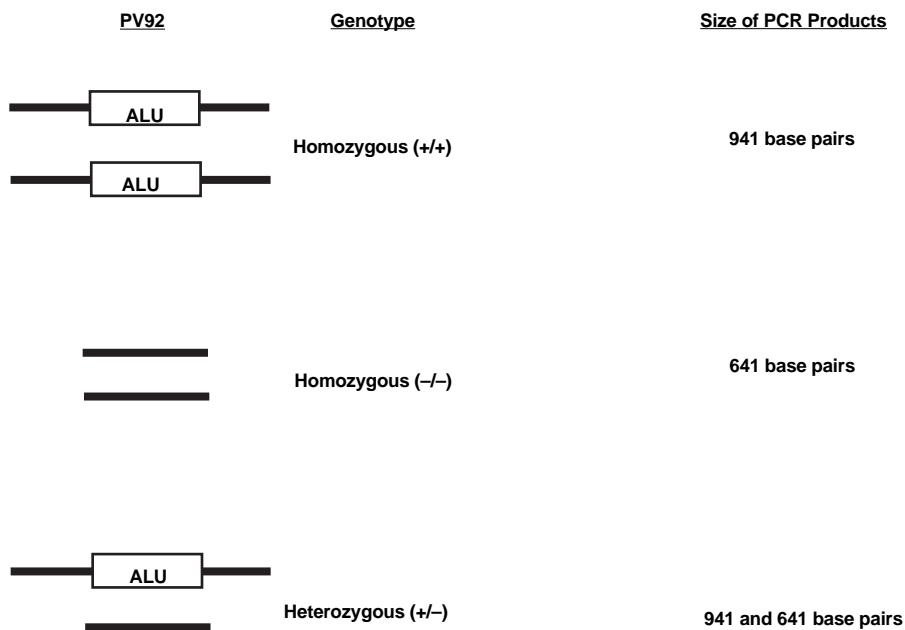 PV92 Genotype Size of PCR Products
ALU
Homozygous (+/+) 941 base pairs
ALU
Homozygous (–/–) 641 base pairs
ALU
Heterozygous (+/–) 941 and 641 base pairs